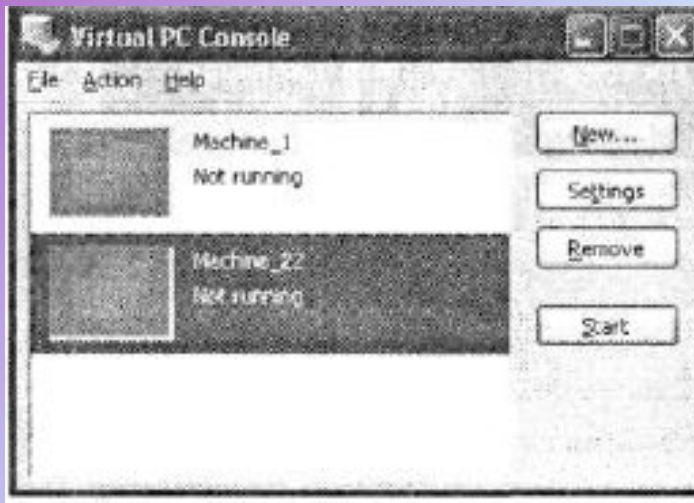 Virtual PC Console
File Action Help
Machine_1
Not running
Machine_22
Not running
New...
Settings
Remove
Start